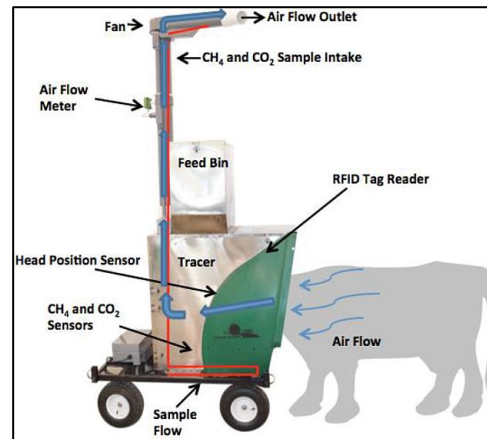 Fan
Air Flow Outlet
CH₄ and CO₂ Sample Intake
Air Flow
Meter
Feed Bin
RFID Tag Reader
Tracer
Head Position Sensor
CH₄ and CO₂
Sensors
Air Flow
Sample
Flow